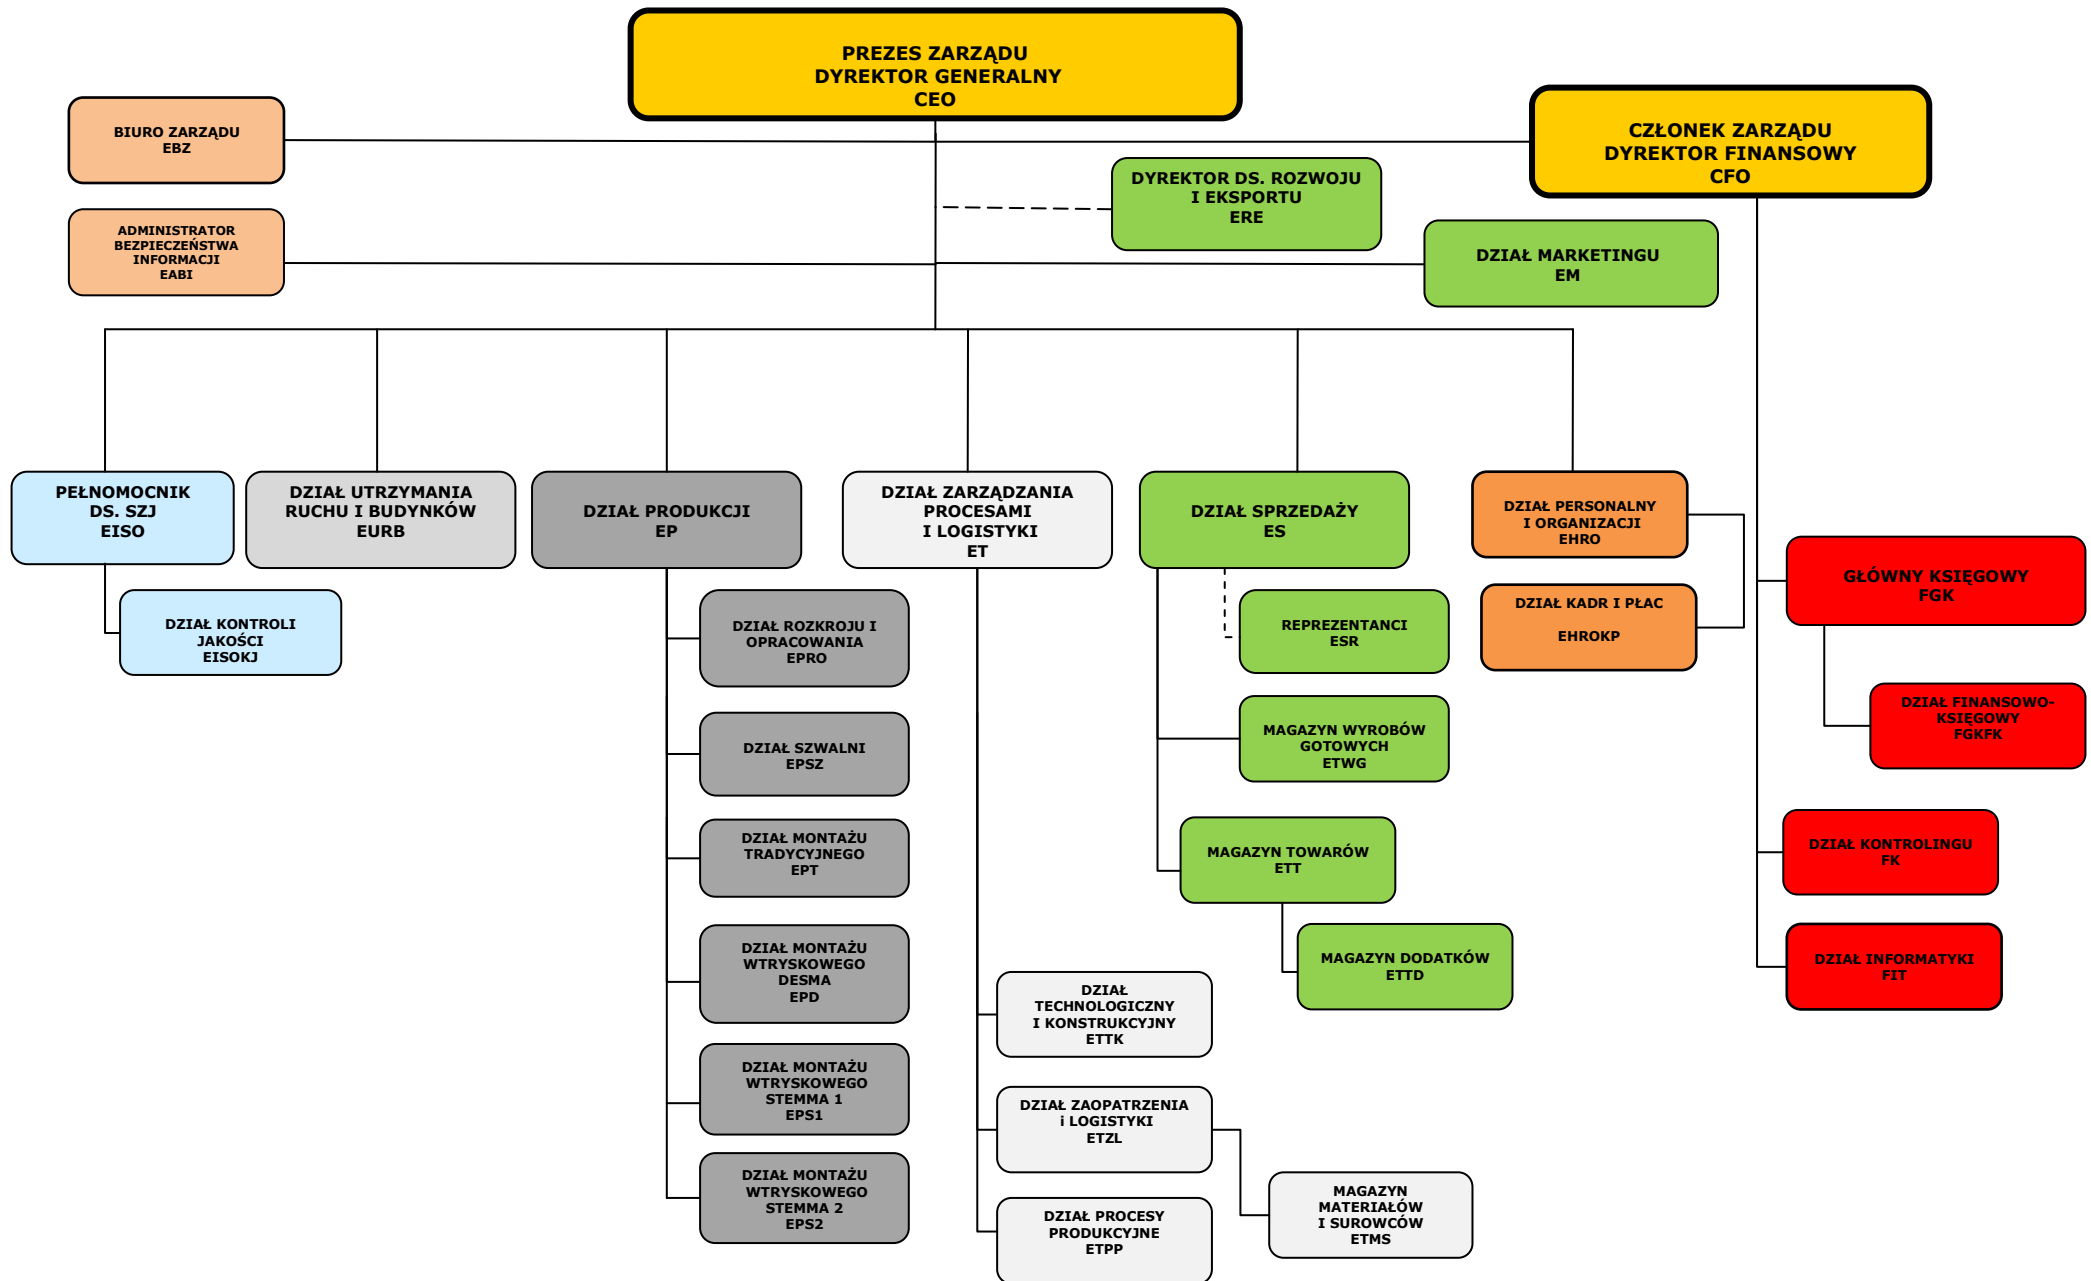 PREZES ZARZĄDU
DYREKTOR GENERALNY
CEO
CZŁONEK ZARZĄDU
DYREKTOR FINANSOWY
CFO
BIURO ZARZĄDU
EBZ
DYREKTOR DS. ROZWOJU
I EKSPORTU
ERE
ADMINISTRATOR
BEZPIECZEŃSTWA
INFORMACJI
EABI
DZIAŁ MARKETINGU
EM
PEŁNOMOCNIK
DS. SZJ
EISO
DZIAŁ UTRZYMANIA
RUCHU I BUDYNKÓW
EURB
DZIAŁ PRODUKCJI
EP
DZIAŁ ZARZĄDZANIA
PROCESAMI
I LOGISTYKI
ET
DZIAŁ SPRZEDAŻY
ES
DZIAŁ PERSONALNY
I ORGANIZACJI
EHRO
GŁÓWNY KSIĘGOWY
FGK
DZIAŁ KONTROLI
JAKOŚCI
EISOKJ
DZIAŁ ROZKROJU I
OPRACOWANIA
EPRO
REPREZENTANCI
ESR
DZIAŁ KADR I PŁAC
EHROKP
DZIAŁ FINANSOWO-
KSIĘGOWY
FGKFK
DZIAŁ SZWALNI
EPSZ
MAGAZYN WYROBÓW
GOTOWYCH
ETWG
DZIAŁ MONTAŻU
TRADYCYJNEGO
EPT
MAGAZYN TOWARÓW
ETT
DZIAŁ KONTROLINGU
FK
DZIAŁ MONTAŻU
WTRYSKOWEGO
DESMA
EPD
MAGAZYN DODATKÓW
ETTD
DZIAŁ INFORMATYKI
FIT
DZIAŁ
TECHNOLOGICZNY
I KONSTRUKCYJNY
ETTK
DZIAŁ MONTAŻU
WTRYSKOWEGO
STEMMA 1
EPS1
DZIAŁ ZAOPATRZENIA
i LOGISTYKI
ETZL
DZIAŁ MONTAŻU
WTRYSKOWEGO
STEMMA 2
EPS2
DZIAŁ PROCESY
PRODUKCYJNE
ETPP
MAGAZYN
MATERIAŁÓW
I SUROWCÓW
ETMS